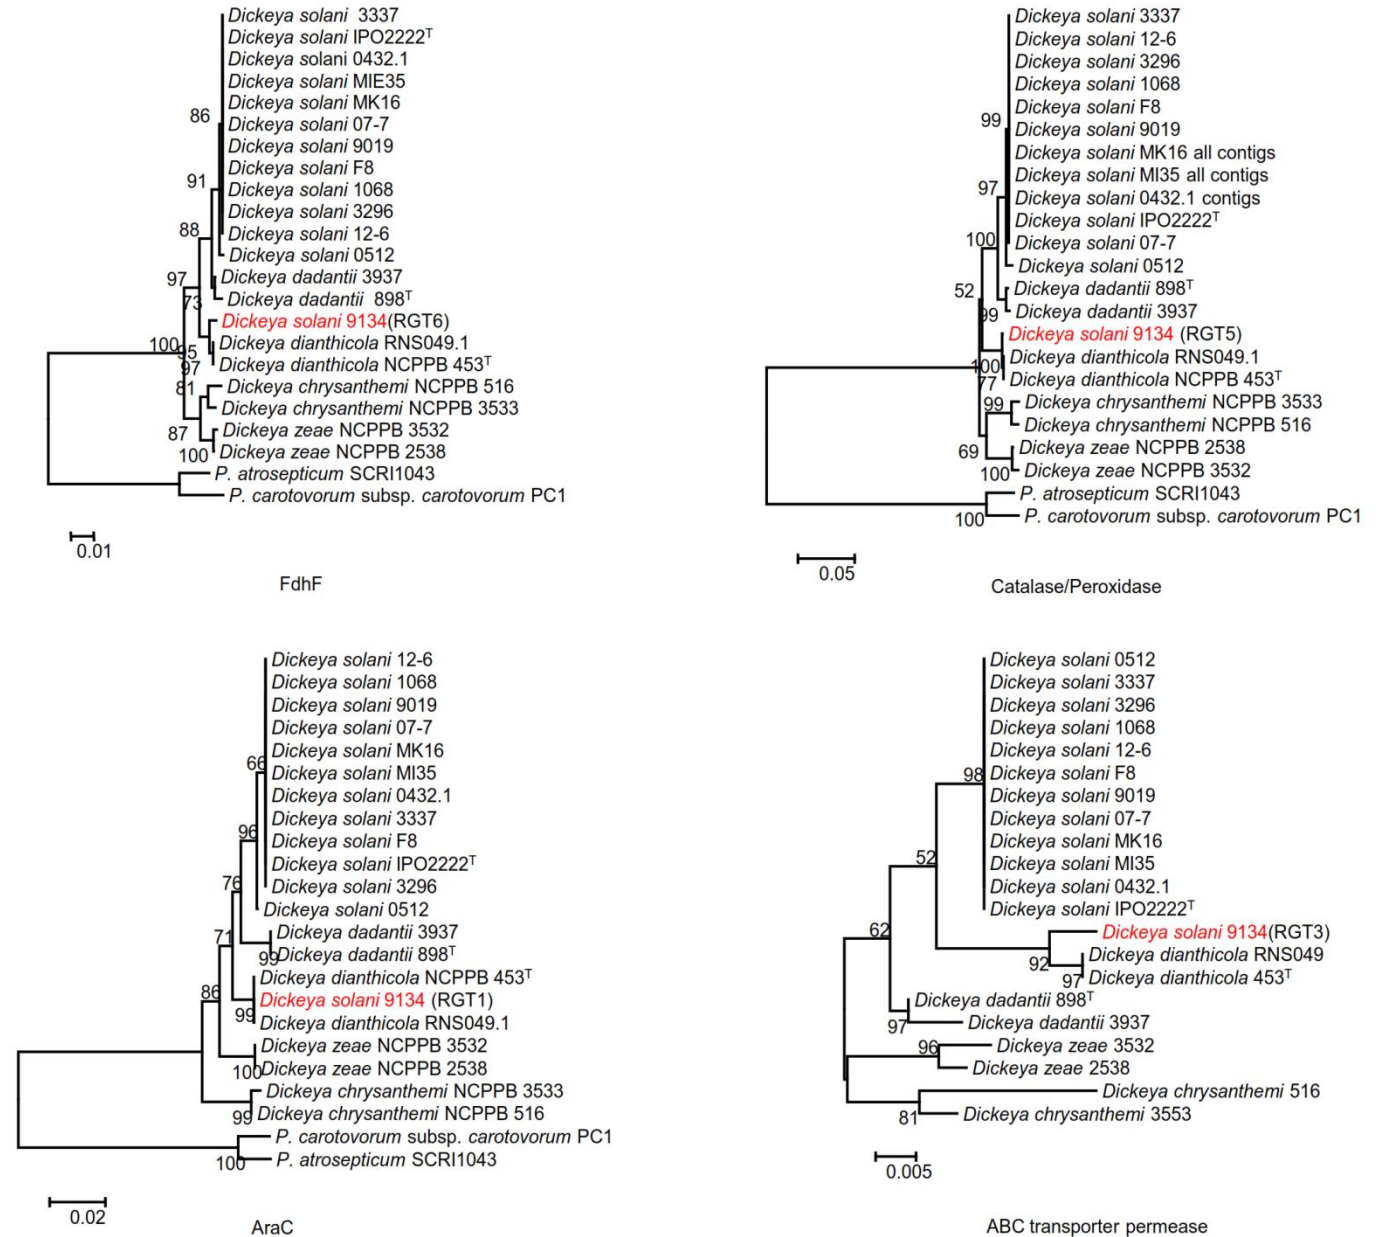 Dickeya solani 3337
Dickeya solani IPO2222T
Dickeya solani 0432.1
Dickeya solani MIE35
Dickeya solani MK16
86
Dickeya solani 07-7
Dickeya solani 9019
Dickeya solani F8
91
Dickeya solani 1068
Dickeya solani 3296
88
Dickeya solani 12-6
Dickeya solani 0512
97
Dickeya dadantii 3937
73
Dickeya dadantii 898T
Dickeya solani 9134(RGT6)
100
95
Dickeya dianthicola RNS049.1
97
Dickeya dianthicola NCPPB 453T
81
Dickeya chrysanthemi NCPPB 516
Dickeya chrysanthemi NCPPB 3533
87
Dickeya zeae NCPPB 3532
100
Dickeya zeae NCPPB 2538
P. atrosepticum SCRI1043
P. carotovorum subsp. carotovorum PC1
0.01
FdhF
Dickeya solani 3337
Dickeya solani 12-6
Dickeya solani 3296
Dickeya solani 1068
Dickeya solani F8
99
Dickeya solani 9019
Dickeya solani MK16 all contigs
Dickeya solani MI35 all contigs
97
Dickeya solani 0432.1 contigs
Dickeya solani IPO2222T
100
Dickeya solani 07-7
Dickeya solani 0512
52
Dickeya dadantii 898T
99
Dickeya dadantii 3937
Dickeya solani 9134 (RGT5)
Dickeya dianthicola RNS049.1
100
77
Dickeya dianthicola NCPPB 453T
99
Dickeya chrysanthemi NCPPB 3533
Dickeya chrysanthemi NCPPB 516
69
Dickeya zeae NCPPB 2538
100
Dickeya zeae NCPPB 3532
P. atrosepticum SCRI1043
100
P. carotovorum subsp. carotovorum PC1
0.05
Catalase/Peroxidase
Dickeya solani 12-6
Dickeya solani 1068
Dickeya solani 9019
Dickeya solani 07-7
Dickeya solani MK16
66
Dickeya solani MI35
Dickeya solani 0432.1
Dickeya solani 3337
96
Dickeya solani F8
Dickeya solani IPO2222T
76
Dickeya solani 3296
Dickeya solani 0512
71
Dickeya dadantii 3937
99
Dickeya dadantii 898T
Dickeya dianthicola NCPPB 453T
86
Dickeya solani 9134 (RGT1)
99
Dickeya dianthicola RNS049.1
Dickeya zeae NCPPB 3532
100
Dickeya zeae NCPPB 2538
Dickeya chrysanthemi NCPPB 3533
99
Dickeya chrysanthemi NCPPB 516
P. carotovorum subsp. carotovorum PC1
100
P. atrosepticum SCRI1043
0.02
AraC
Dickeya solani 0512
Dickeya solani 3337
Dickeya solani 3296
Dickeya solani 1068
Dickeya solani 12-6
98
Dickeya solani F8
Dickeya solani 9019
Dickeya solani 07-7
Dickeya solani MK16
52
Dickeya solani MI35
Dickeya solani 0432.1
Dickeya solani IPO2222T
62
Dickeya solani 9134(RGT3)
92
Dickeya dianthicola RNS049
97
Dickeya dianthicola 453T
Dickeya dadantii 898T
97
Dickeya dadantii 3937
96
Dickeya zeae 3532
Dickeya zeae 2538
Dickeya chrysanthemi 516
81
Dickeya chrysanthemi 3553
0.005
ABC transporter permease